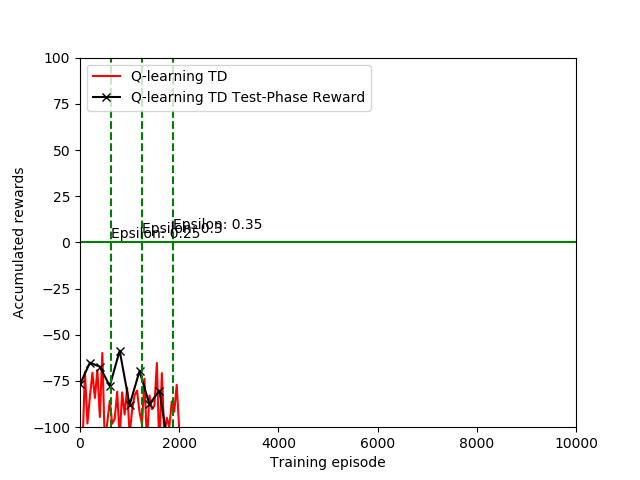 100
75
50
25
0
−25
−50
−75
−100
Accumulated rewards
Q-learning TD
Q-learning TD Test-Phase Reward
Epsilon: 0.35
Epsilon: 0.3
Epsilon: 0.25
0
2000
4000
6000
8000
10000
Training episode